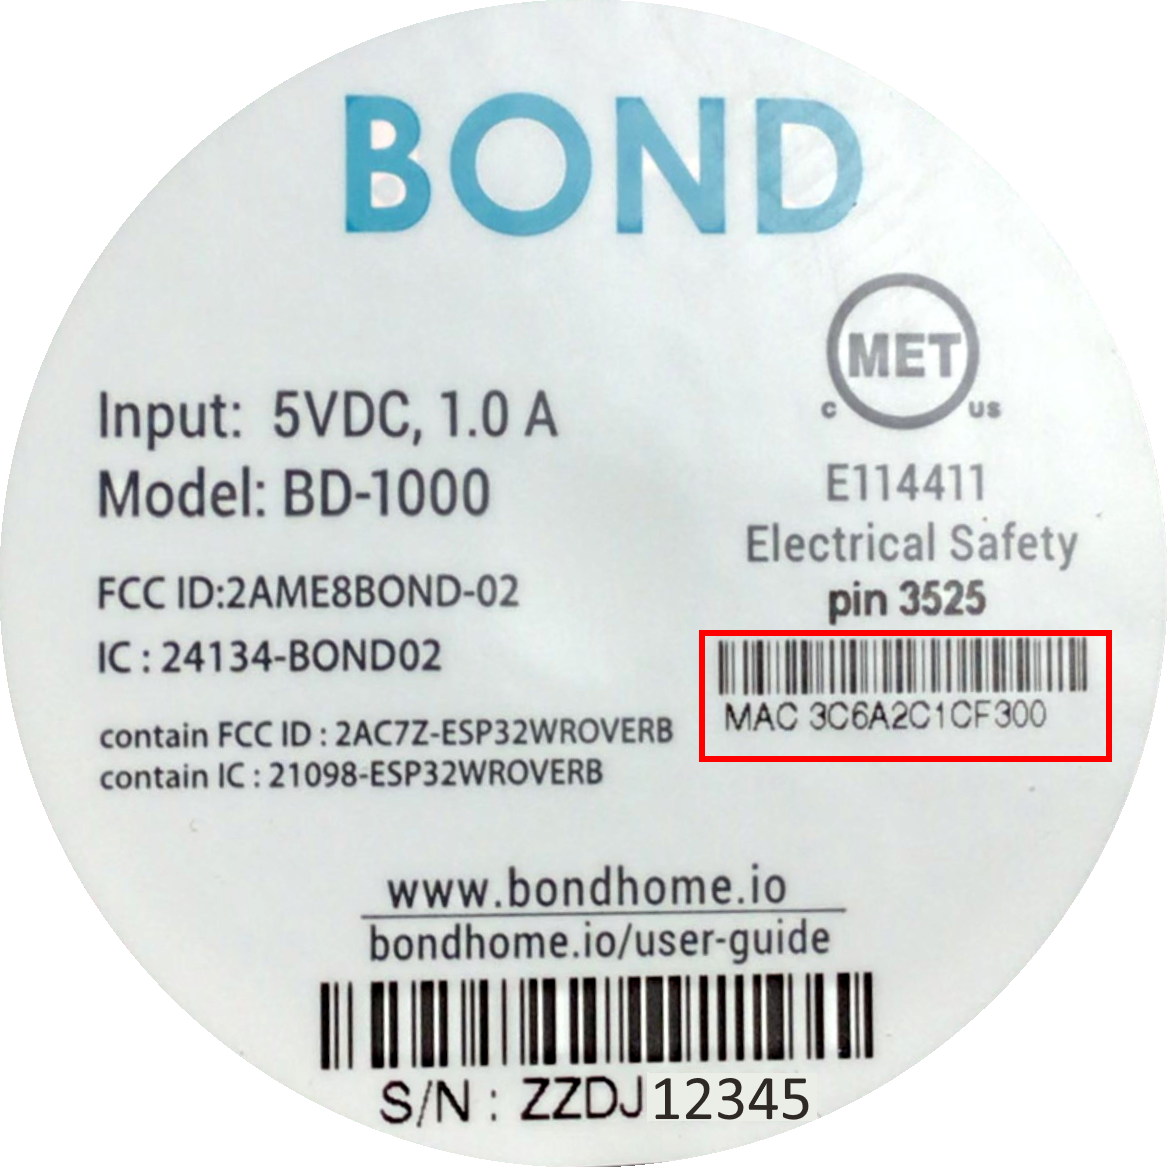 BOND
MET
c us
Input: 5VDC, 1.0 A
Model: BD-1000
E114411
Electrical Safety
pin 3525
FCC ID:2AME8BOND-02
IC : 24134-BOND02
MAC 3C6A2C1CF300
contain FCC ID : 2AC7Z-ESP32WROVERB
contain IC : 21098-ESP32WROVERB
www.bondhome.io
bondhome.io/user-guide
S/N : ZZDJ12345